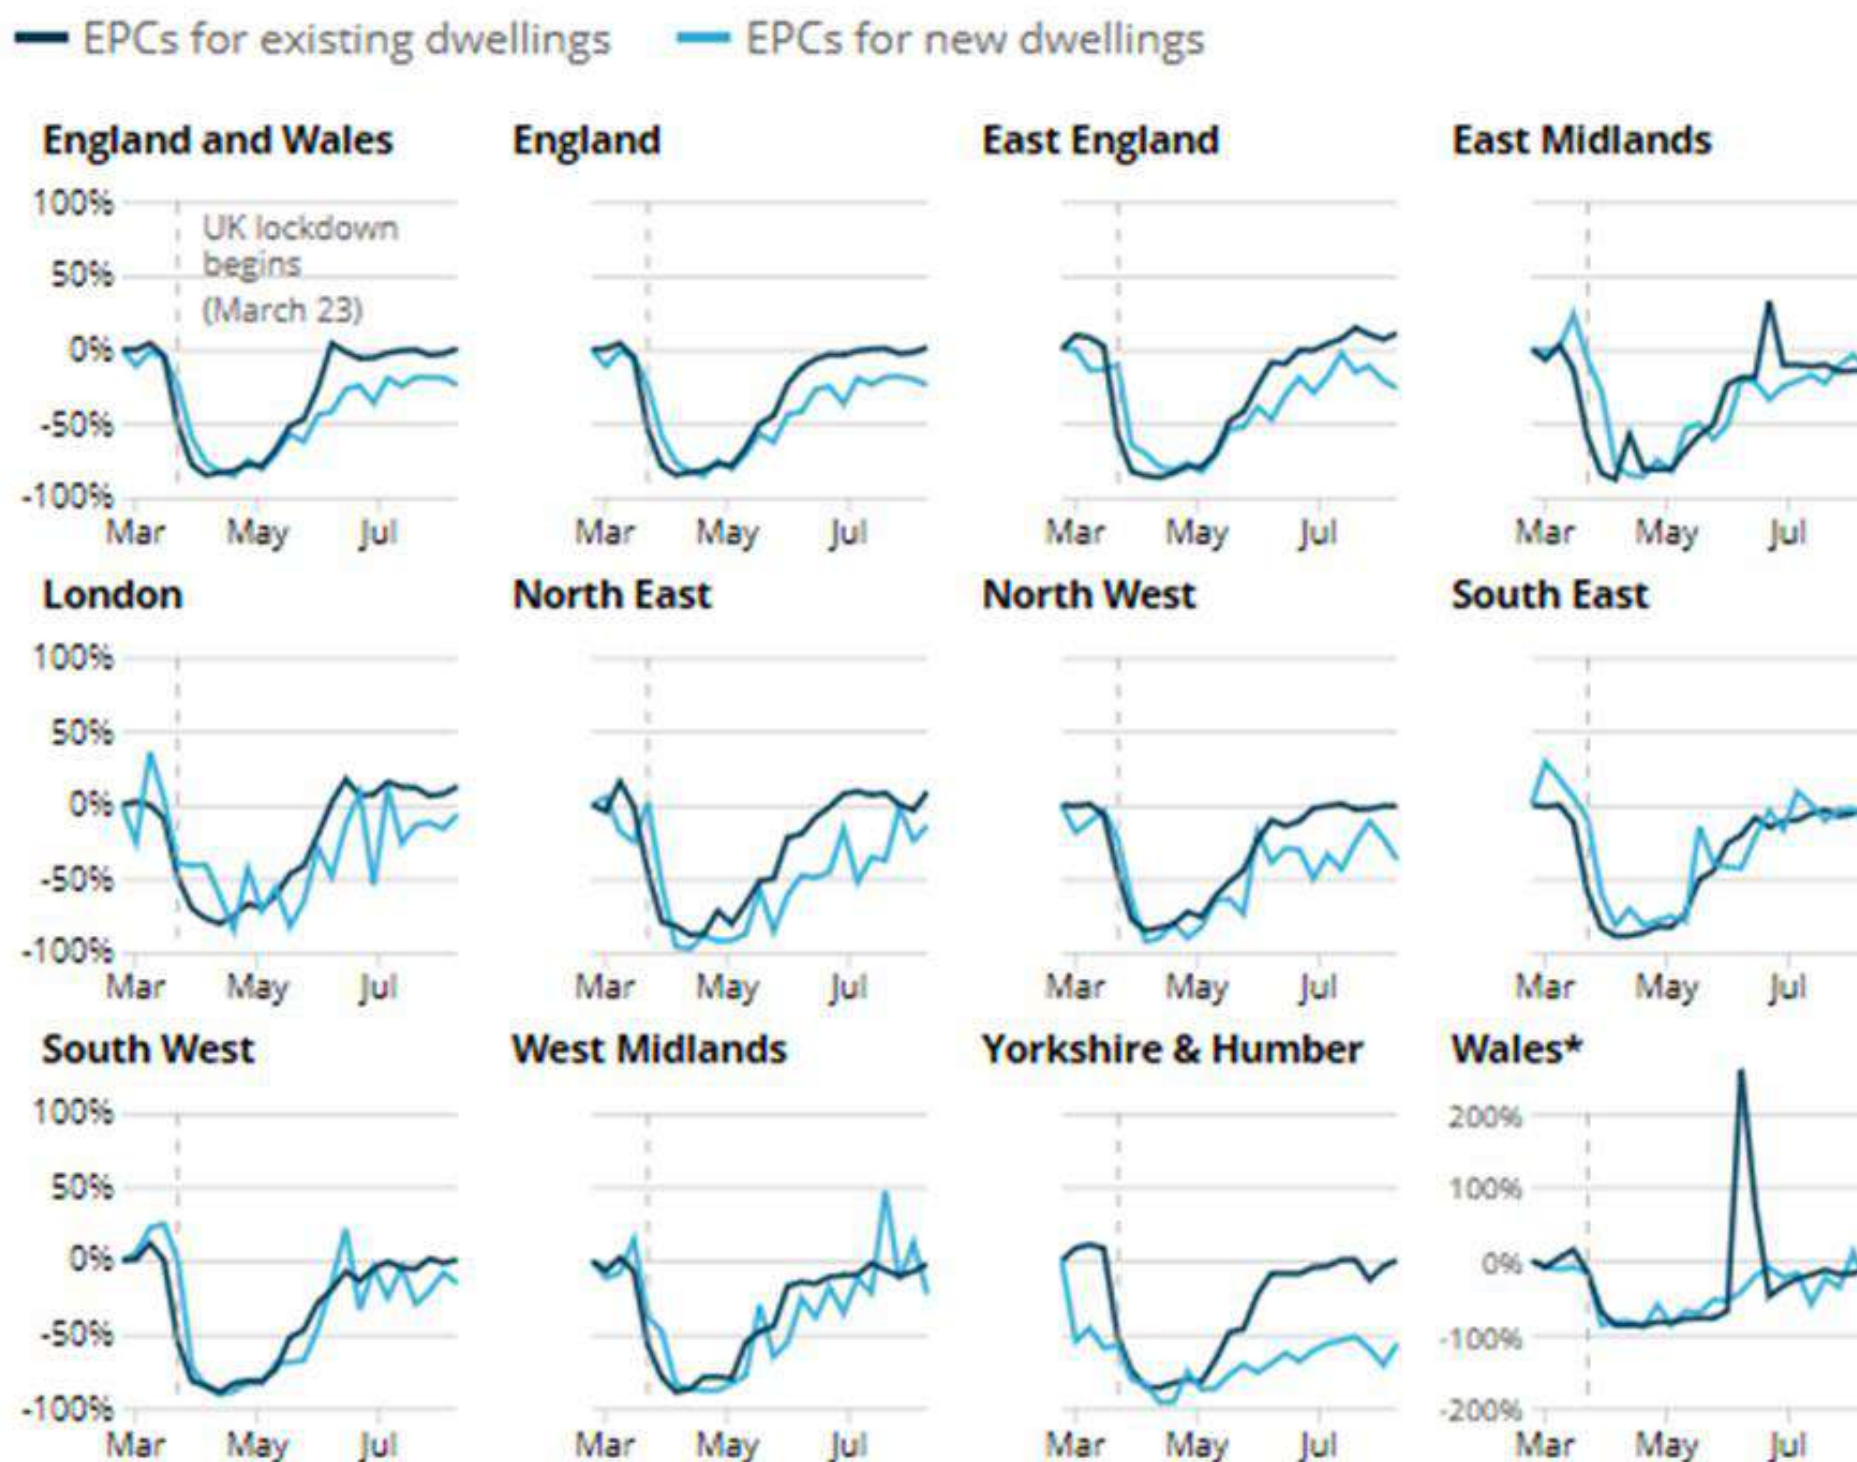 EPCs for existing dwellings EPCs for new dwellings
England and Wales England East England East Midlands
100%
UK lockdown
50% begins
(March 23)
0%
-50%
-100%
Mar May Jul Mar May Jul Mar May Jul Mar May Jul
London North East North West South East
100%
50%
0%
-50%
-100%
Mar May Jul Mar May Jul Mar May Jul Mar May Jul
South West West Midlands Yorkshire & Humber Wales*
100% 200%
50% 100%
0% 0%
-50% -100%
-100% -200%
Mar May Jul Mar May Jul Mar May Jul Mar May Jul